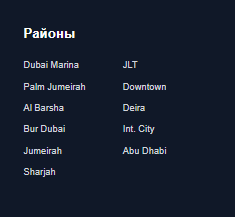 Районы
Dubai Marina
Palm Jumeirah
Al Barsha
Bur Dubai
Jumeirah
Sharjah
JLT
Downtown
Deira
Int. City
Abu Dhabi